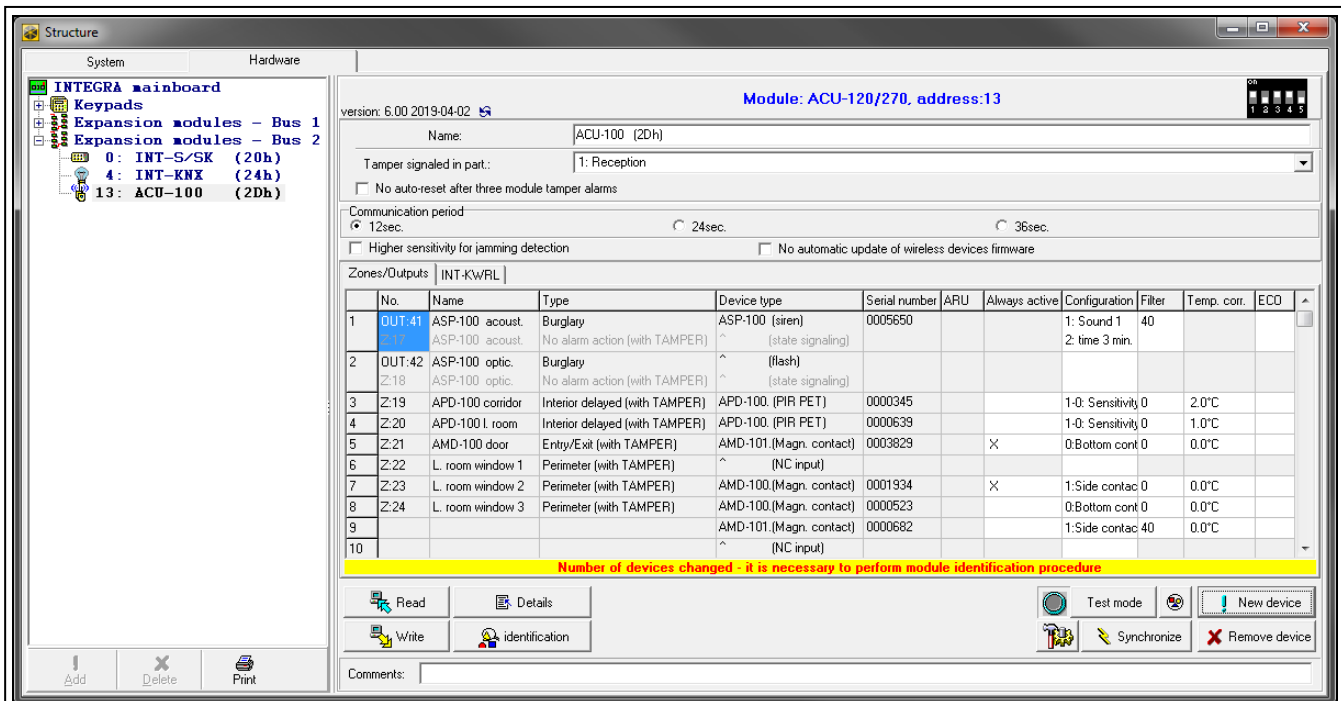 Structure
System Hardware
INTEGRA mainboard
Keypads
Expansion modules - Bus 1
Expansion modules - Bus 2
0: INT-S/SK (20h)
4: INT-KNX (24h)
13: ACU-100 (2Dh)
Add Delete Print
version: 6.00 2019-04-02
Module: ACU-120/270, address:13
on
1 2 3 4 5
Name: ACU-100 (2Dh)
Tamper signaled in part.: 1: Reception
No auto-reset after three module tamper alarms
Communication period
12sec. 24sec. 36sec.
Higher sensitivity for jamming detection No automatic update of wireless devices firmware
Zones/Outputs INT-KWRL
No. Name Type Device type Serial number ARU Always active Configuration Filter Temp. corr. ECO
1 OUT:41 ASP-100 acoust. Burglary ASP-100 (siren) 0005650 1: Sound 1 40
Z:17 ASP-100 acoust. No alarm action (with TAMPER) ^ (state signaling) 2: time 3 min.
2 OUT:42 ASP-100 optic. Burglary ^ (flash)
Z:18 ASP-100 optic. No alarm action (with TAMPER) ^ (state signaling)
3 Z:19 APD-100 corridor Interior delayed (with TAMPER) APD-100. (PIR PET) 0000345 1-0: Sensitivity 0 2.0°C
4 Z:20 APD-100 l. room Interior delayed (with TAMPER) APD-100. (PIR PET) 0000639 1-0: Sensitivity 0 1.0°C
5 Z:21 AMD-100 door Entry/Exit (with TAMPER) AMD-101.(Magn. contact) 0003829 X 0:Bottom cont 0 0.0°C
6 Z:22 L. room window 1 Perimeter (with TAMPER) ^ (NC input)
7 Z:23 L. room window 2 Perimeter (with TAMPER) AMD-100.(Magn. contact) 0001934 X 1:Side contac 0 0.0°C
8 Z:24 L. room window 3 Perimeter (with TAMPER) AMD-100.(Magn. contact) 0000523 0:Bottom cont 0 0.0°C
9 AMD-101.(Magn. contact) 0000682 1:Side contac 40 0.0°C
10 ^ (NC input)
Number of devices changed - it is necessary to perform module identification procedure
Read Details Test mode New device
Write identification Synchronize Remove device
Comments: